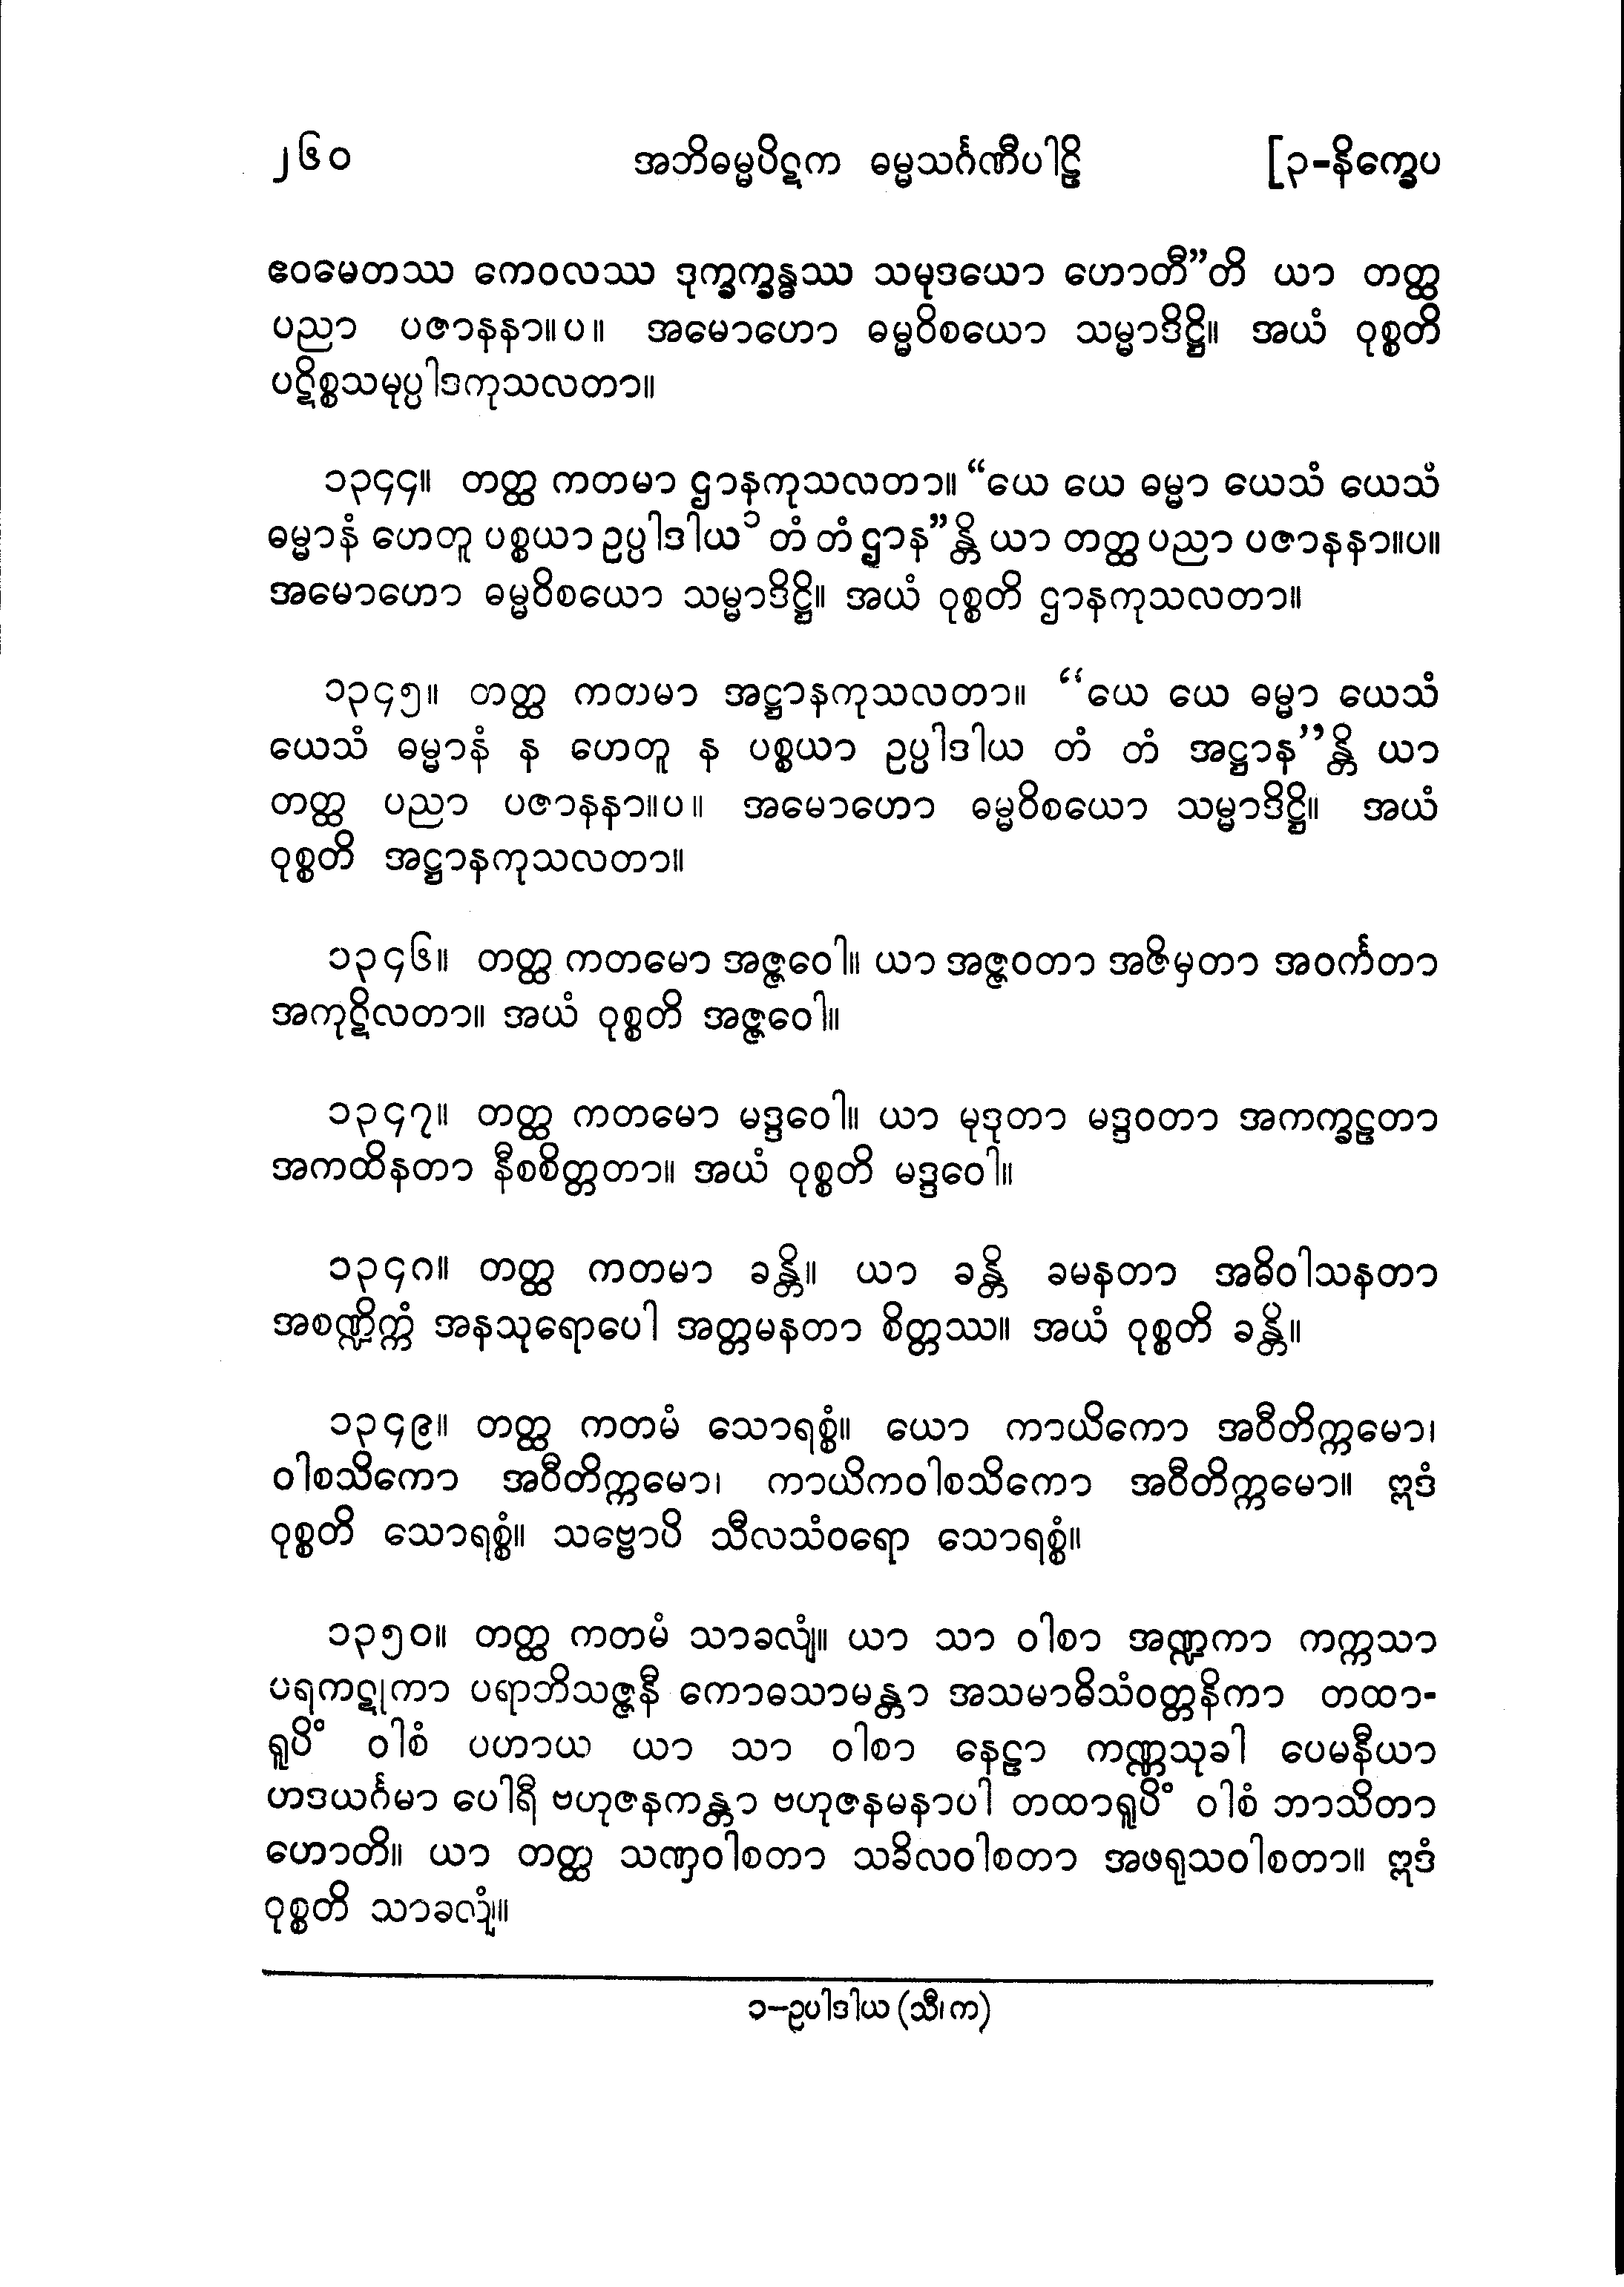 ၂၆၀ အဘိဓမ္မပိဋက ဓမ္မသင်္ဂဏီပါဠိ [၃-နိက္ခေပ
ဧဝမေတဿ ကေဝလဿ ဒုက္ခက္ခန္ဓဿ သမုဒယော ဟောတီ”တိ ယာ တတ္ထ
ပညာ ပဇာနနာ။ပ။ အမောဟော ဓမ္မဝိစယော သမ္မာဒိဋ္ဌိ။ အယံ ဝုစ္စတိ
ပဋိစ္စသမုပ္ပါဒကုသလတာ။
၁၃၄၄။ တတ္ထ ကတမာ ဌာနကုသလတာ။ “ယေ ယေ ဓမ္မာ ယေသံ ယေသံ
ဓမ္မာနံ ဟေတူ ပစ္စယာ ဥပ္ပါဒါယ ၁ တံ တံ ဌာန”န္တိ ယာ တတ္ထ ပညာ ပဇာနနာ။ပ။
အမောဟော ဓမ္မဝိစယော သမ္မာဒိဋ္ဌိ။ အယံ ဝုစ္စတိ ဌာနကုသလတာ။
၁၃၄၅။ တတ္ထ ကတမာ အဋ္ဌာနကုသလတာ။ “ယေ ယေ ဓမ္မာ ယေသံ
ယေသံ ဓမ္မာနံ န ဟေတူ န ပစ္စယာ ဥပ္ပါဒါယ တံ တံ အဋ္ဌာန”န္တိ ယာ
တတ္ထ ပညာ ပဇာနနာ။ပ။ အမောဟော ဓမ္မဝိစယော သမ္မာဒိဋ္ဌိ။ အယံ
ဝုစ္စတိ အဋ္ဌာနကုသလတာ။
၁၃၄၆။ တတ္ထ ကတမော အဇ္ဇဝေါ။ ယာ အဇ္ဇဝတာ အဇိမှတာ အဝင်္ကတာ
အကုဋိလတာ။ အယံ ဝုစ္စတိ အဇ္ဇဝေါ။
၁၃၄၇။ တတ္ထ ကတမော မဒ္ဒဝေါ။ ယာ မုဒုတာ မဒ္ဒဝတာ အကက္ခဠတာ
အကထိနတာ နီစစိတ္တတာ။ အယံ ဝုစ္စတိ မဒ္ဒဝေါ။
၁၃၄၈။ တတ္ထ ကတမာ ခန္တိ။ ယာ ခန္တိ ခမနတာ အဓိဝါသနတာ
အစဏ္ဍိက္ကံ အနသုရောပေါ အတ္တမနတာ စိတ္တဿ။ အယံ ဝုစ္စတိ ခန္တိ။
၁၃၄၉။ တတ္ထ ကတမံ သောရစ္စံ။ ယော ကာယိကော အဝီတိက္ကမော၊
ဝါစသိကော အဝီတိက္ကမော၊ ကာယိကဝါစသိကော အဝီတိက္ကမော။ ဣဒံ
ဝုစ္စတိ သောရစ္စံ။ သဗ္ဗောပိ သီလသံဝရော သောရစ္စံ။
၁၃၅၀။ တတ္ထ ကတမံ သာခလျံ။ ယာ သာ ဝါစာ အဏ္ဍကာ ကက္ကသာ
ပရကဋုကာ ပရာဘိသဇ္ဇနီ ကောဓသာမန္တာ အသမာဓိသံဝတ္တနိကာ တထာ-
ရူပိံ ဝါစံ ပဟာယ ယာ သာ ဝါစာ နေဠာ ကဏ္ဏသုခါ ပေမနီယာ
ဟဒယင်္ဂမာ ပေါရီ ဗဟုဇနကန္တာ ဗဟုဇနမနာပါ တထာရူပိံ ဝါစံ ဘာသိတာ
ဟောတိ။ ယာ တတ္ထ သဏှဝါစတာ သခိလဝါစတာ အဖရုသဝါစတာ။ ဣဒံ
ဝုစ္စတိ သာခလျံ။
၁−ဥပါဒါယ (သီ၊ က)